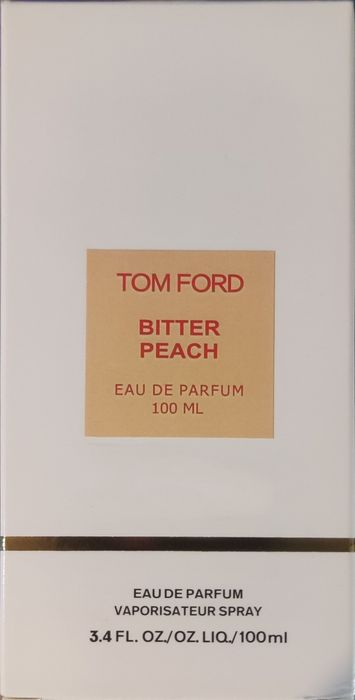 TOM FORD
BITTER
PEACH
EAU DE PARFUM
100 ML
EAU DE PARFUM
VAPORISATEUR SPRAY
3.4 FL. OZ./OZ. LIQ./100ml